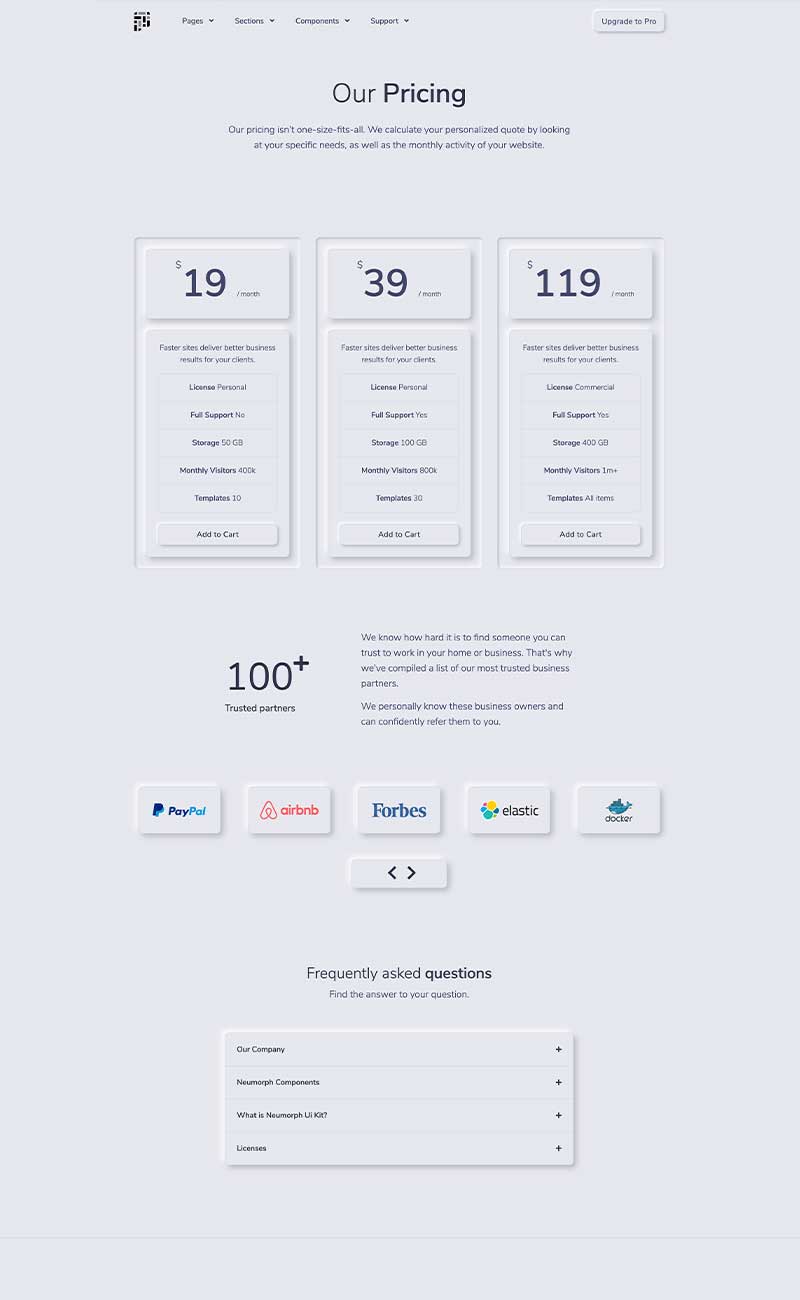 Pages Sections Components Support Upgrade to Pro
Our Pricing
Our pricing isn't one-size-fits-all. We calculate your personalized quote by looking
at your specific needs, as well as the monthly activity of your website.
$ 19 / month
Faster sites deliver better business
results for your clients.
License Personal
Full Support No
Storage 50 GB
Monthly Visitors 400k
Templates 10
Add to Cart
$ 39 / month
Faster sites deliver better business
results for your clients.
License Personal
Full Support Yes
Storage 100 GB
Monthly Visitors 800k
Templates 30
Add to Cart
$ 119 / month
Faster sites deliver better business
results for your clients.
License Commercial
Full Support Yes
Storage 400 GB
Monthly Visitors 1m+
Templates All items
Add to Cart
100+
Trusted partners
We know how hard it is to find someone you can
trust to work in your home or business. That's why
we've compiled a list of our most trusted business
partners.
We personally know these business owners and
can confidently refer them to you.
PayPal airbnb Forbes elastic docker
Frequently asked questions
Find the answer to your question.
Our Company +
Neumorph Components +
What is Neumorph Ui Kit? +
Licenses +